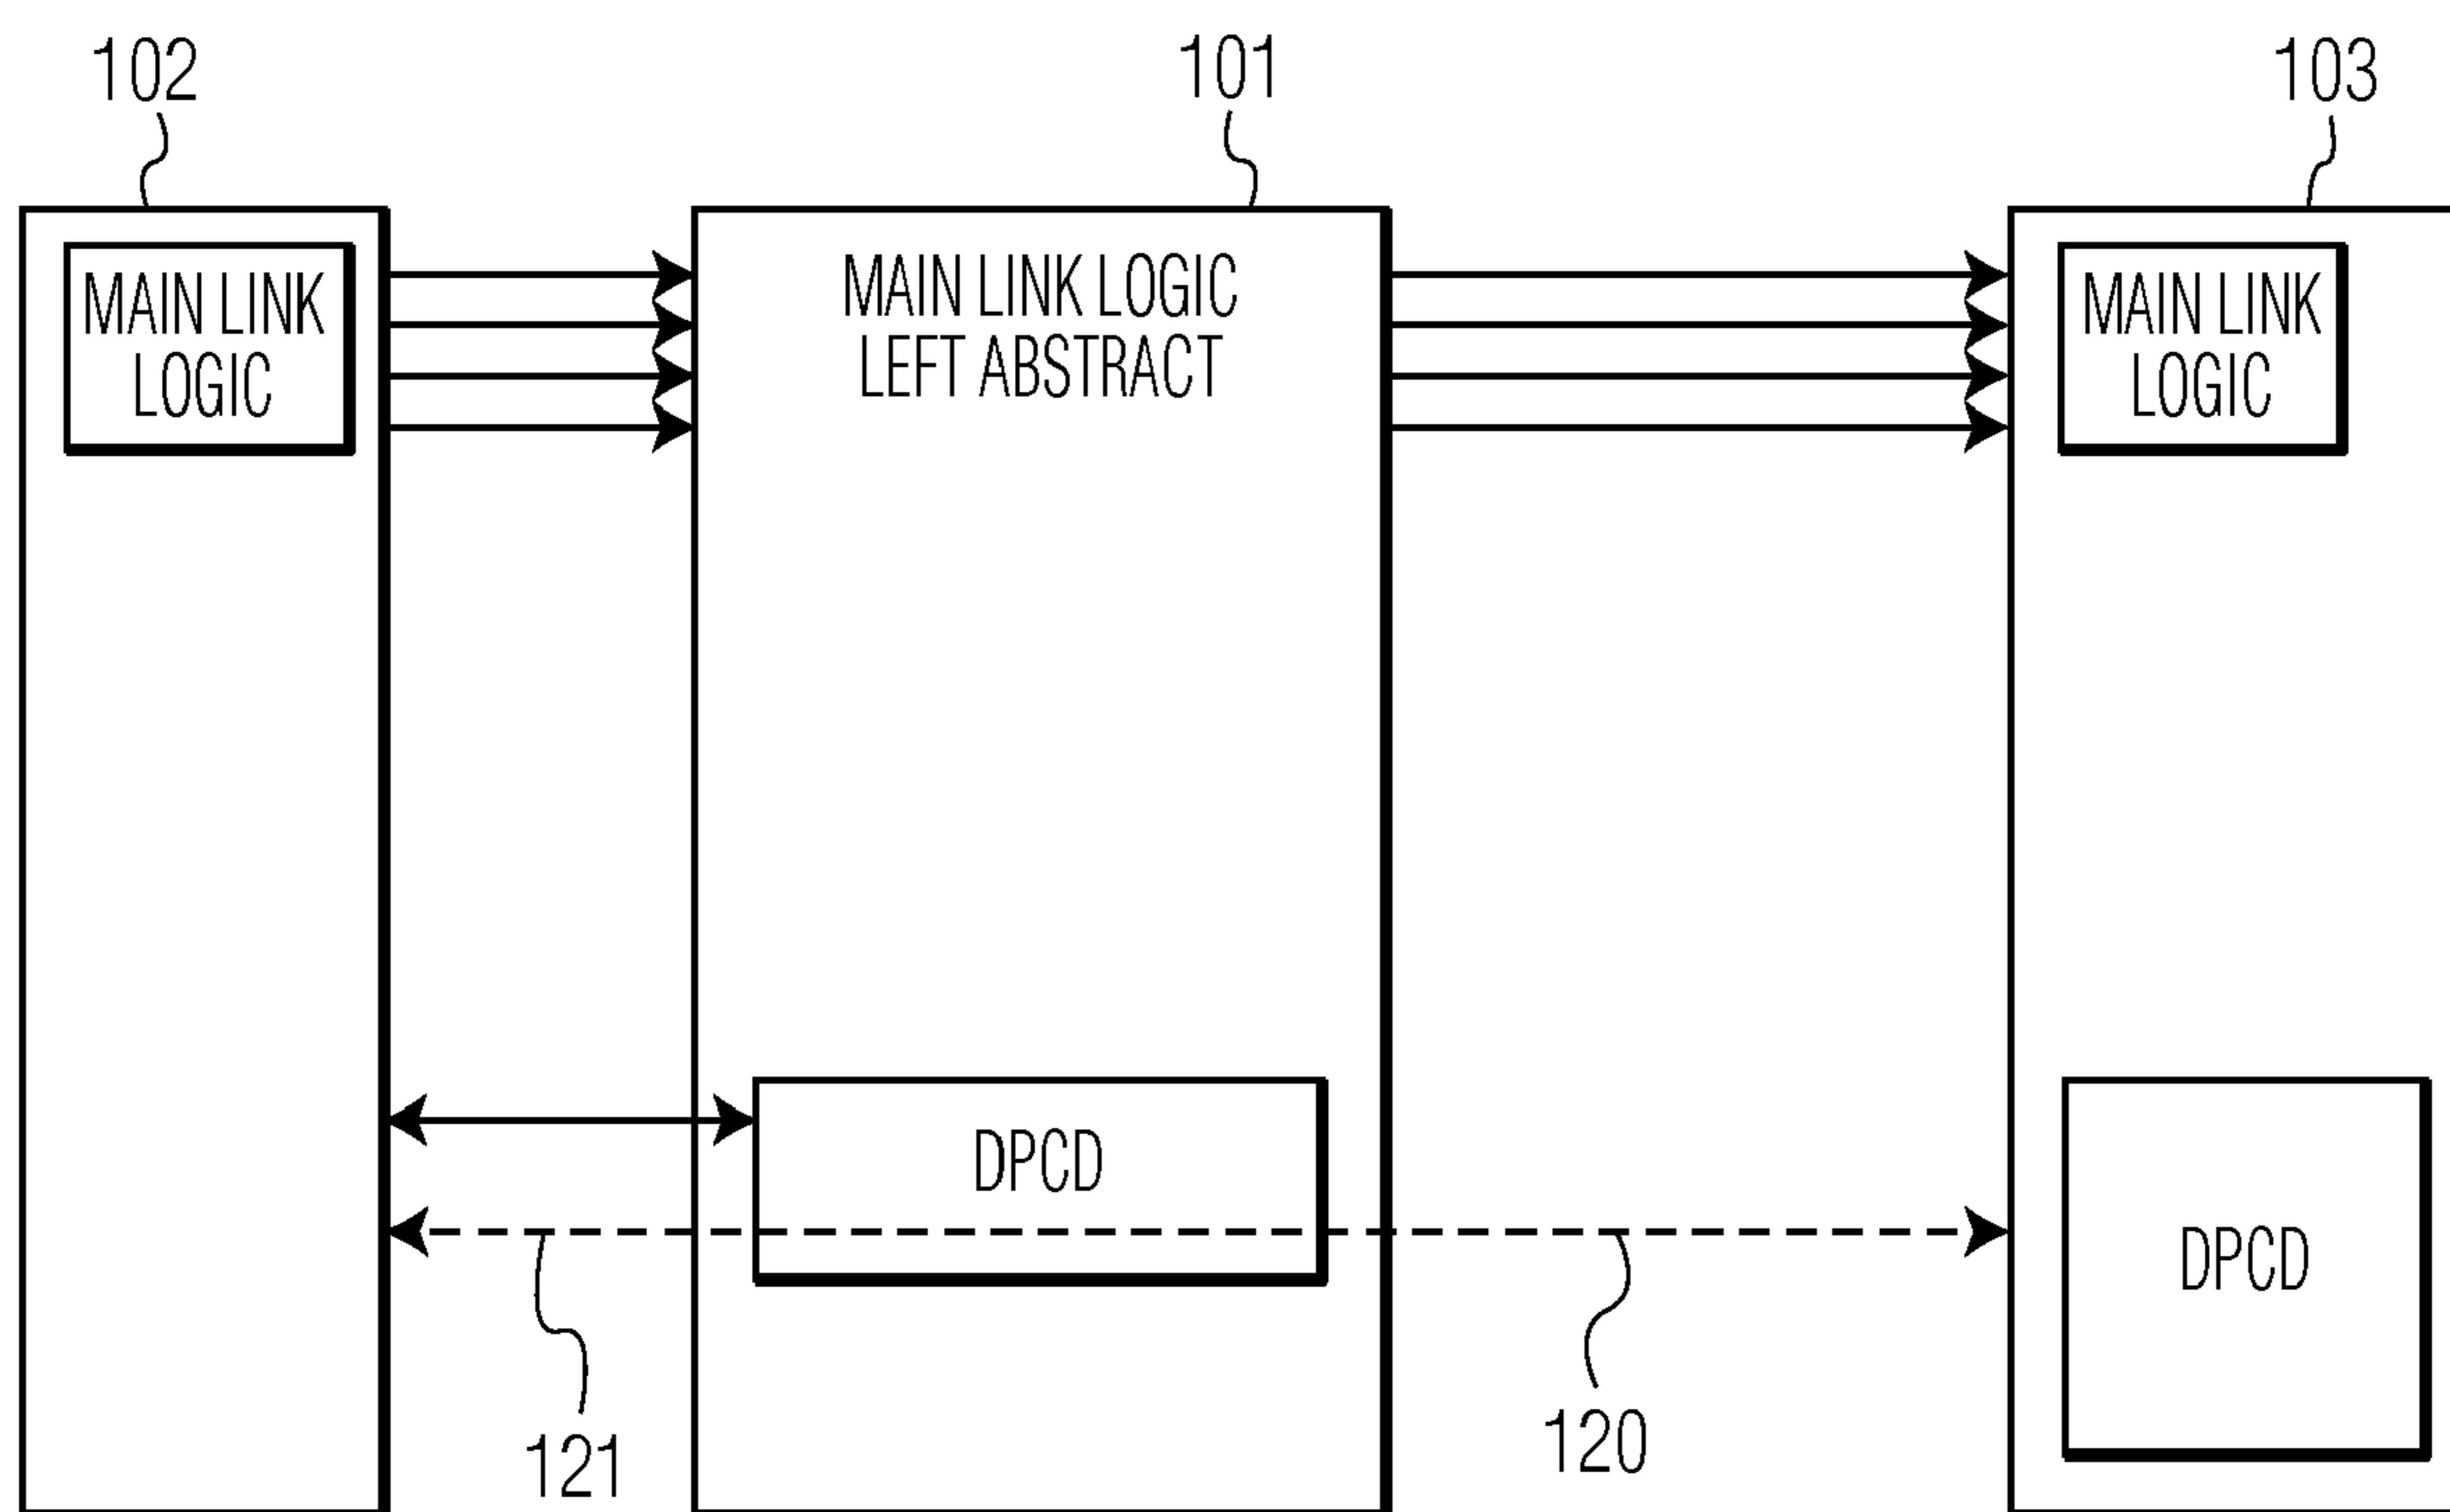 102
101
103
MAIN LINK
LOGIC
MAIN LINK LOGIC
LEFT ABSTRACT
MAIN LINK
LOGIC
DPCD
DPCD
121
120